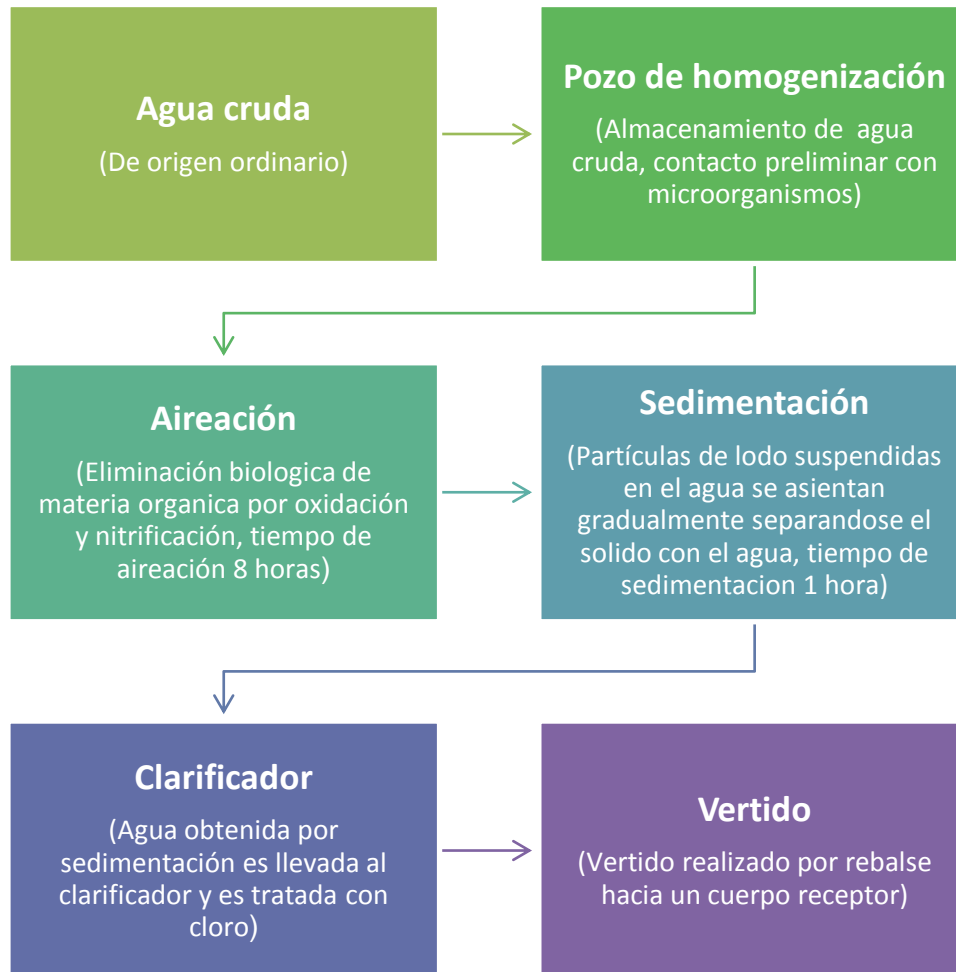 Agua cruda
(De origen ordinario)
Pozo de homogenización
(Almacenamiento de agua
cruda, contacto preliminar con
microorganismos)
Aireación
(Eliminación biologica de
materia organica por oxidación
y nitrificación, tiempo de
aireación 8 horas)
Sedimentación
(Partículas de lodo suspendidas
en el agua se asientan
gradualmente separandose el
solido con el agua, tiempo de
sedimentacion 1 hora)
Clarificador
(Agua obtenida por
sedimentación es llevada al
clarificador y es tratada con
cloro)
Vertido
(Vertido realizado por rebalse
hacia un cuerpo receptor)